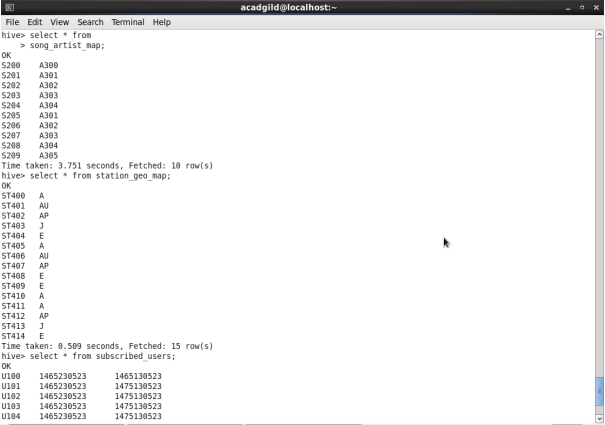 acadgild@localhost:~
File Edit View Search Terminal Help
hive> select * from
    > song_artist_map;
OK
S200    A300
S201    A301
S202    A302
S203    A303
S204    A304
S205    A301
S206    A302
S207    A303
S208    A304
S209    A305
Time taken: 3.751 seconds, Fetched: 10 row(s)
hive> select * from station_geo_map;
OK
ST400   A
ST401   AU
ST402   AP
ST403   J
ST404   E
ST405   A
ST406   AU
ST407   AP
ST408   E
ST409   E
ST410   A
ST411   A
ST412   AP
ST413   J
ST414   E
Time taken: 0.509 seconds, Fetched: 15 row(s)
hive> select * from subscribed_users;
OK
U100    1465230523      1465130523
U101    1465230523      1475130523
U102    1465230523      1475130523
U103    1465230523      1475130523
U104    1465230523      1475130523